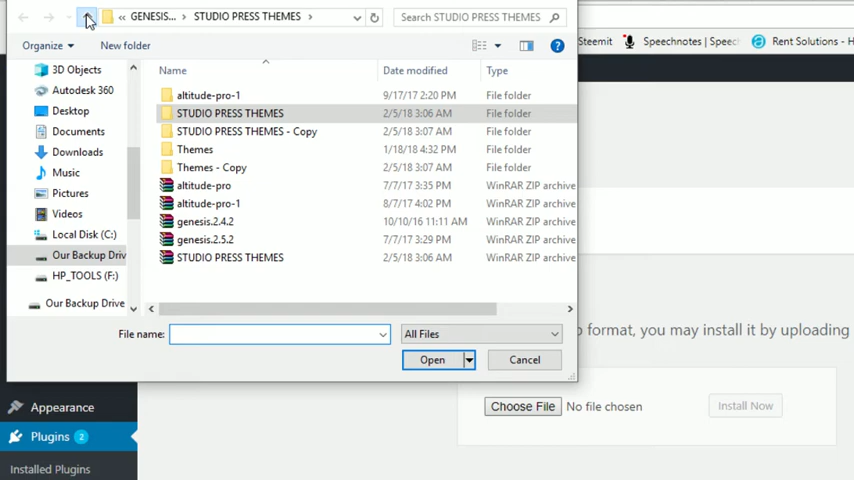 « GENESIS... › STUDIO PRESS THEMES ›
Search STUDIO PRESS THEMES
Steemit
Speechnotes | Speec
Rent Solutions - H
Organize
New folder
Name
Date modified
Type
3D Objects
Autodesk 360
Desktop
Documents
Downloads
Music
Pictures
Videos
Local Disk (C:)
Our Backup Driv
HP_TOOLS (F:)
Our Backup Drive
altitude-pro-1 9/17/17 2:20 PM File folder
STUDIO PRESS THEMES 2/5/18 3:06 AM File folder
STUDIO PRESS THEMES - Copy 2/5/18 3:07 AM File folder
Themes 1/18/18 4:32 PM File folder
Themes - Copy 2/5/18 3:07 AM File folder
altitude-pro 7/7/17 3:35 PM WinRAR ZIP archive
altitude-pro-1 8/7/17 4:02 PM WinRAR ZIP archive
genesis.2.4.2 10/10/16 11:11 AM WinRAR ZIP archive
genesis.2.5.2 7/7/17 3:29 PM WinRAR ZIP archive
STUDIO PRESS THEMES 2/5/18 3:06 AM WinRAR ZIP archive
File name:
All Files
Open
Cancel
p format, you may install it by uploading
Choose File No file chosen
Install Now
Appearance
Plugins 2
Installed Plugins